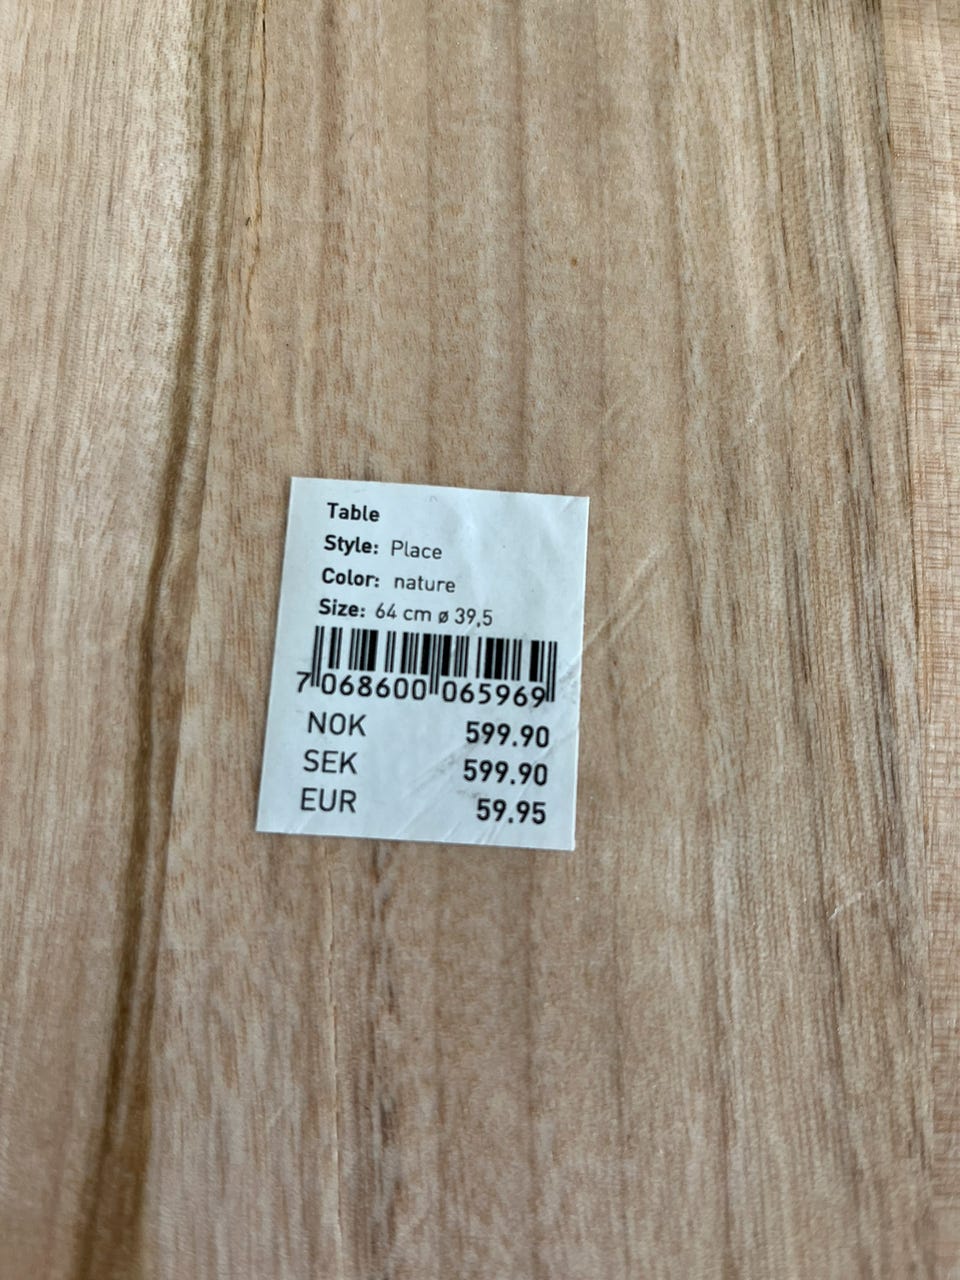 Table
Style: Place
Color: nature
Size: 64 cm ø 39,5
7 068600 065969
NOK 599.90
SEK 599.90
EUR 59.95